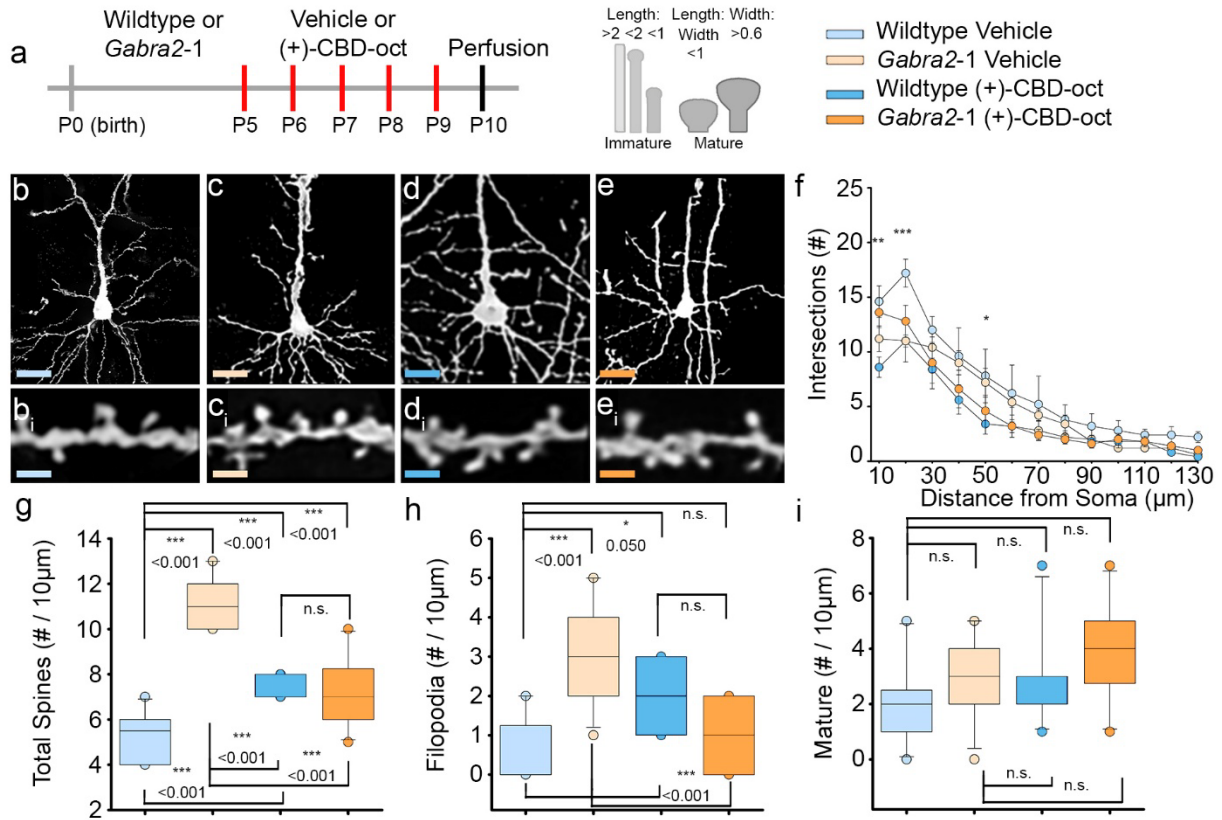 a
Wildtype or
Gabra2-1
Vehicle or
(+)-CBD-oct
Perfusion
P0 (birth)
P5
P6
P7
P8
P9
P10
Length:
>2 <2 <1
Length:
Width
<1
Width:
>0.6
Immature
Mature
Wildtype Vehicle
Gabra2-1 Vehicle
Wildtype (+)-CBD-oct
Gabra2-1 (+)-CBD-oct
b
c
d
e
bi
ci
di
ei
f
Intersections (#)
25
20
15
10
5
0
**
***
*
10
30
50
70
90
110
130
Distance from Soma (μm)
g
Total Spines (# / 10μm)
14
12
10
8
6
4
2
***
<0.001
***
<0.001
***
<0.001
n.s.
***
<0.001
***
<0.001
***
<0.001
h
Filopodia (# / 10μm)
6
5
4
3
2
1
0
n.s.
*
0.050
***
<0.001
n.s.
***
<0.001
i
Mature (# / 10μm)
8
6
4
2
0
n.s.
n.s.
n.s.
n.s.
n.s.